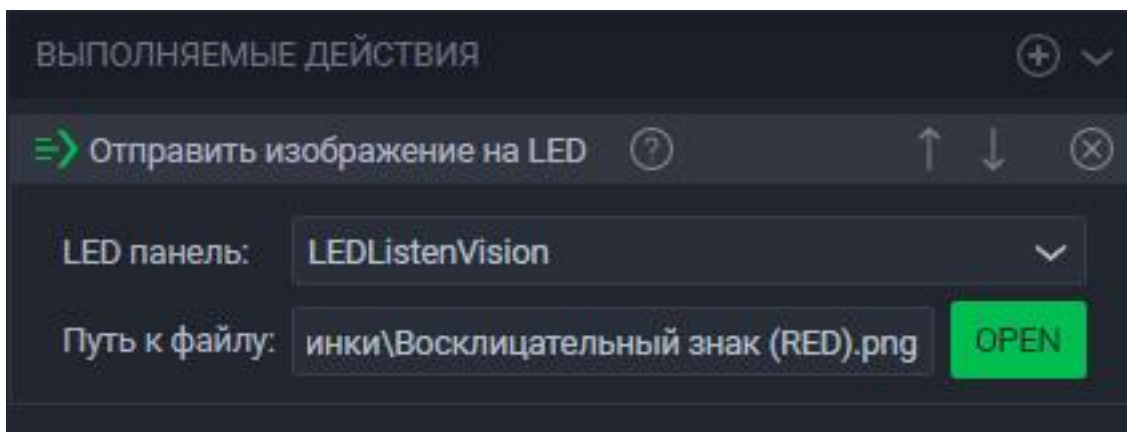 ВЫПОЛНЯЕМЫЕ ДЕЙСТВИЯ
Отправить изображение на LED
LED панель: LEDListenVision
Путь к файлу: инки\Восклицательный знак (RED).png OPEN